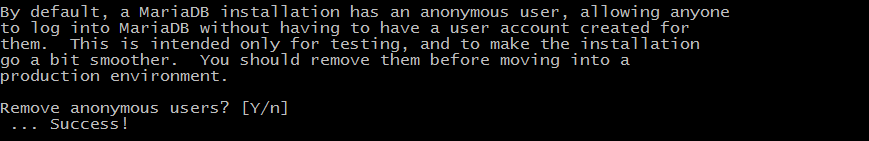 By default, a MariaDB installation has an anonymous user, allowing anyone
to log into MariaDB without having to have a user account created for
them.  This is intended only for testing, and to make the installation
go a bit smoother.  You should remove them before moving into a
production environment.

Remove anonymous users? [Y/n]
 ... Success!